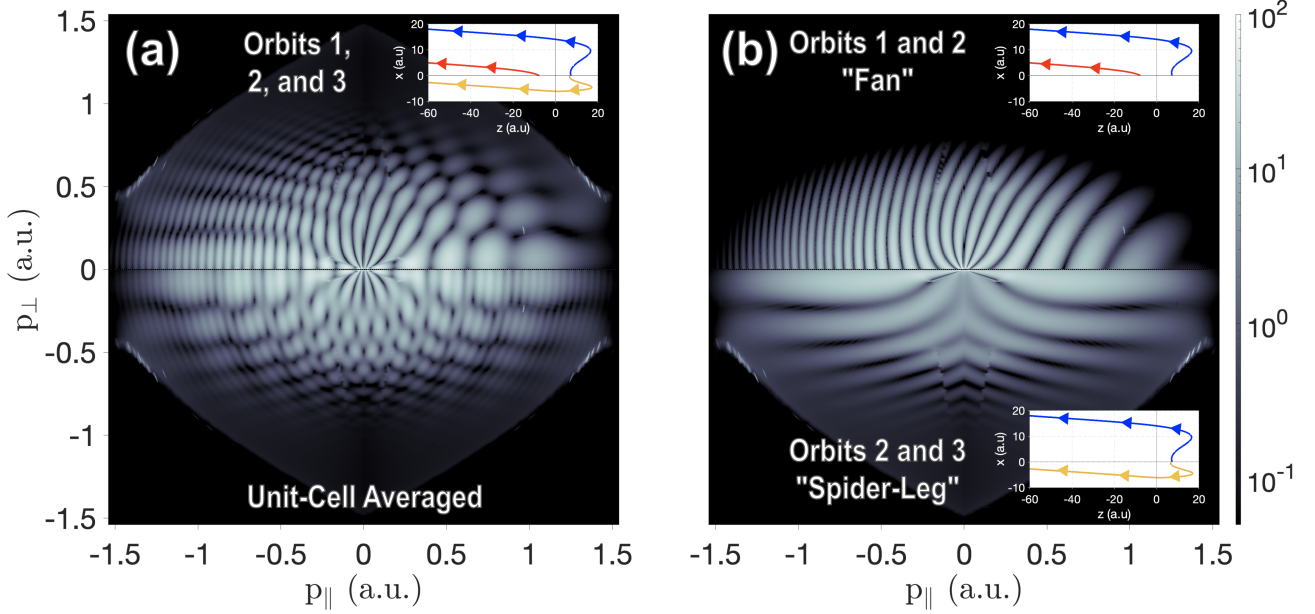 (a)
Orbits 1,
2, and 3
20
10
0
-10
x (a.u)
-60
-40
-20
0
20
z (a.u)
Unit-Cell Averaged
1.5
1
0.5
0
-0.5
-1
-1.5
p⊥ (a.u.)
-1.5
-1
-0.5
0
0.5
1
1.5
p∥ (a.u.)
(b)
Orbits 1 and 2
"Fan"
20
10
0
-10
x (a.u)
-60
-40
-20
0
20
z (a.u)
Orbits 2 and 3
"Spider-Leg"
20
10
0
-10
x (a.u)
-60
-40
-20
0
20
z (a.u)
-1.5
-1
-0.5
0
0.5
1
1.5
p∥ (a.u.)
10²
10¹
10⁰
10⁻¹